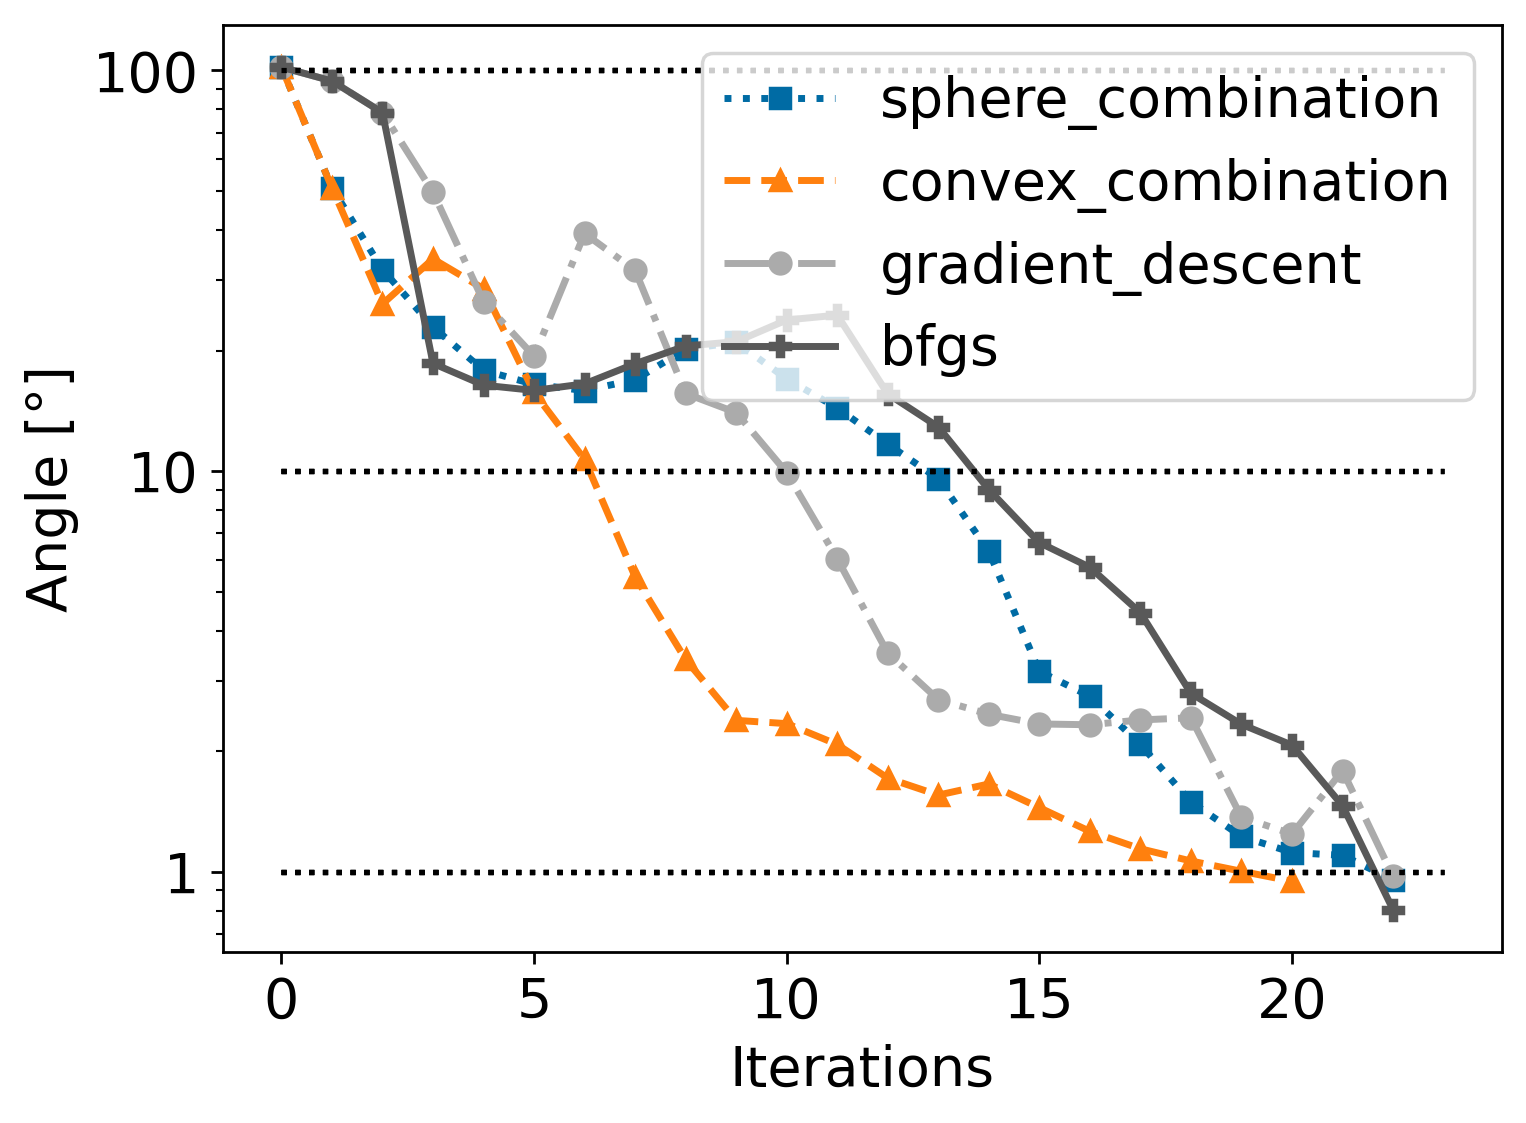 100
10
1
Angle [°]
sphere_combination
convex_combination
gradient_descent
bfgs
0 5 10 15 20
Iterations